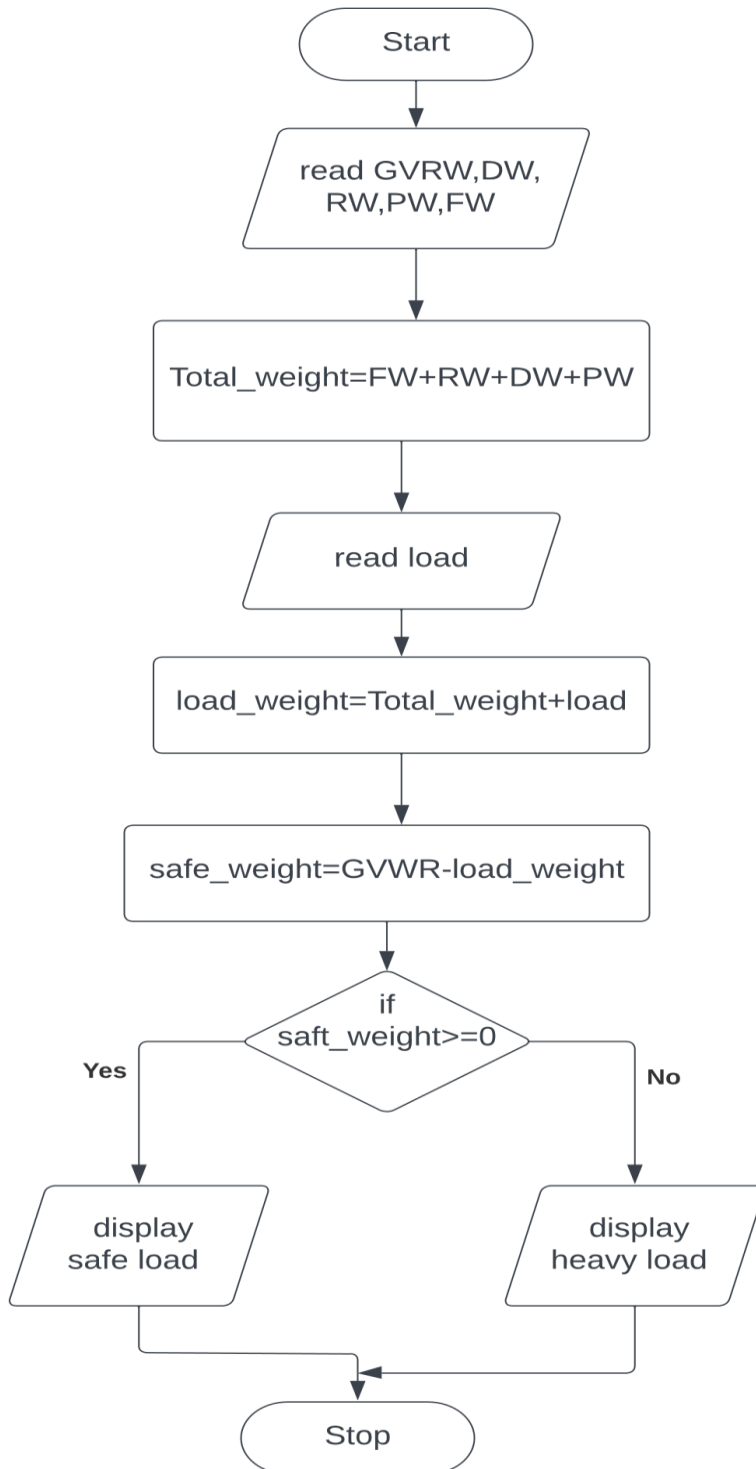 Start
read GVRW,DW,
RW,PW,FW
Total_weight=FW+RW+DW+PW
read load
load_weight=Total_weight+load
safe_weight=GVWR-load_weight
if
saft_weight>=0
Yes
No
display
safe load
display
heavy load
Stop